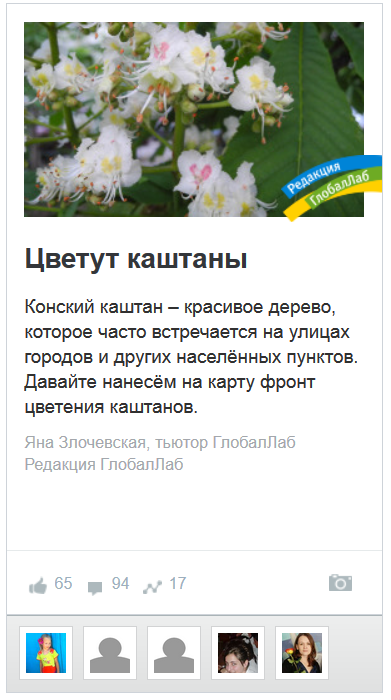 Редакция
ГлобалЛаб
Цветут каштаны
Конский каштан – красивое дерево,
которое часто встречается на улицах
городов и других населённых пунктов.
Давайте нанесём на карту фронт
цветения каштанов.
Яна Злочевская, тьютор ГлобалЛаб
Редакция ГлобалЛаб
65 94 17